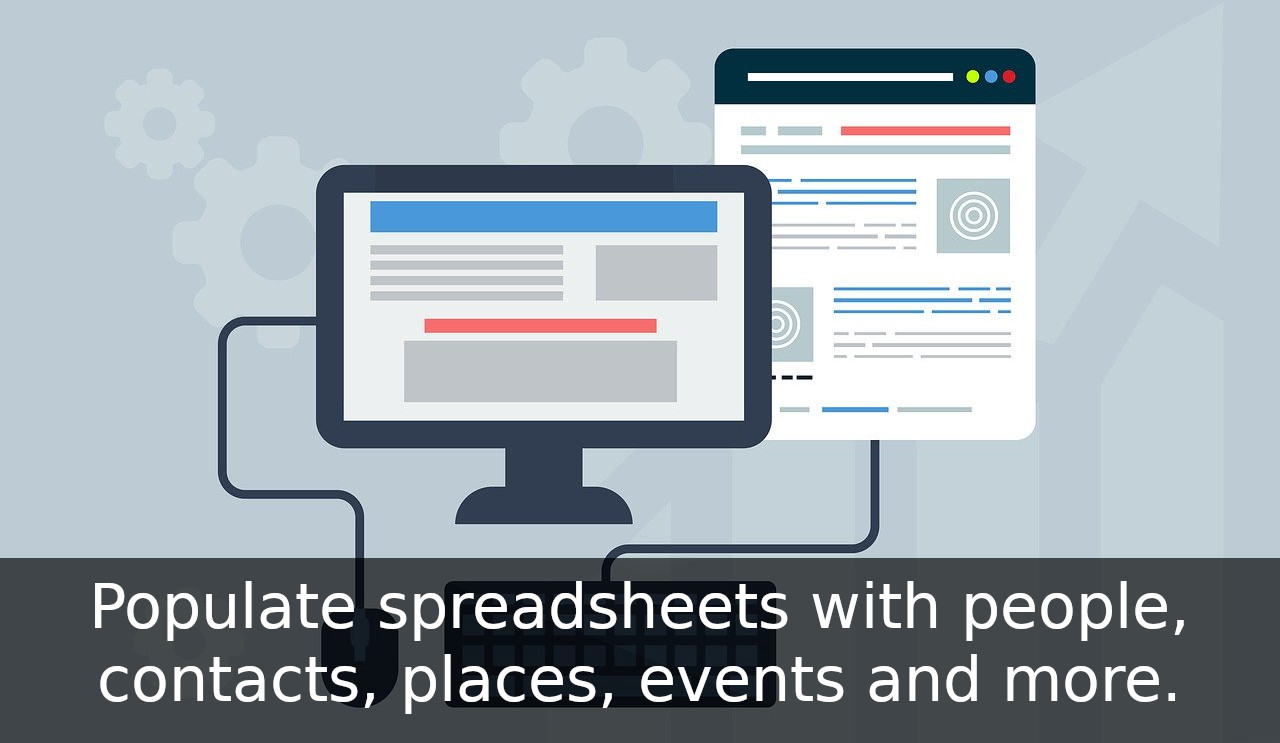 Populate spreadsheets with people,
contacts, places, events and more.